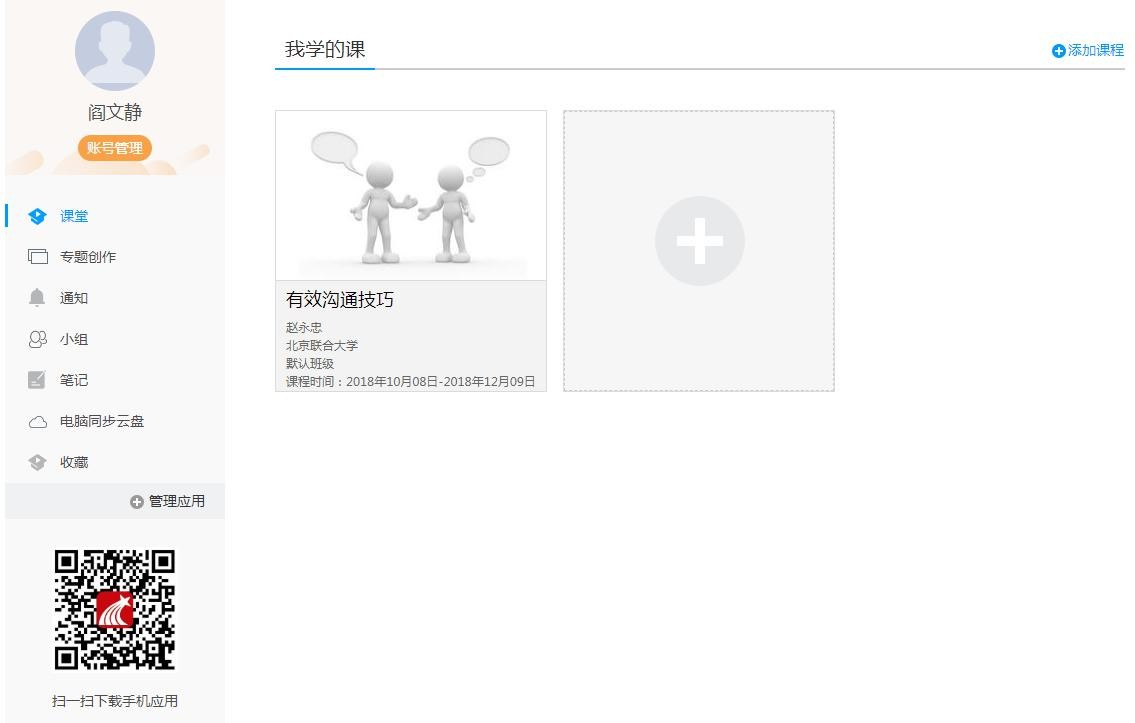 阎文静
账号管理
课堂
专题创作
通知
小组
笔记
电脑同步云盘
收藏
管理应用
扫一扫下载手机应用
我学的课
添加课程
有效沟通技巧
赵永忠
北京联合大学
默认班级
课程时间：2018年10月08日-2018年12月09日